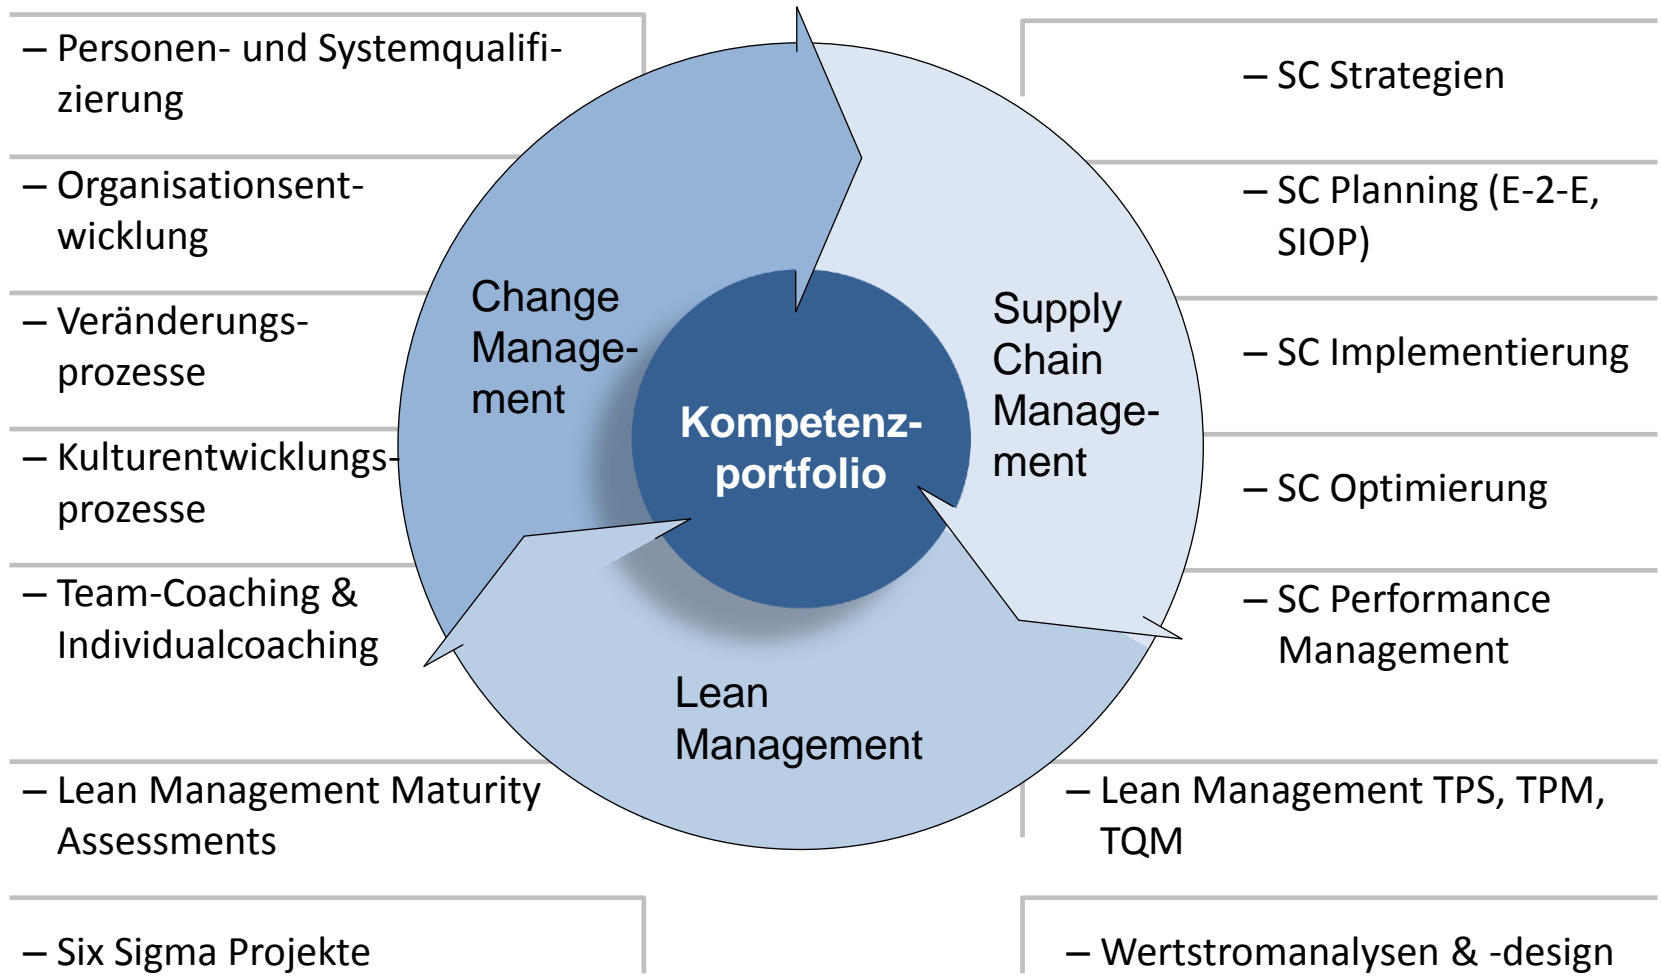 – Personen- und Systemqualifi-
zierung
– Organisationsent-
wicklung
– Veränderungs-
prozesse
– Kulturentwicklungs-
prozesse
– Team-Coaching &
Individualcoaching
– Lean Management Maturity
Assessments
– Six Sigma Projekte
Change
Manage-
ment
Kompetenz-
portfolio
Supply
Chain
Manage-
ment
Lean
Management
– SC Strategien
– SC Planning (E-2-E,
SIOP)
– SC Implementierung
– SC Optimierung
– SC Performance
Management
– Lean Management TPS, TPM,
TQM
– Wertstromanalysen & -design